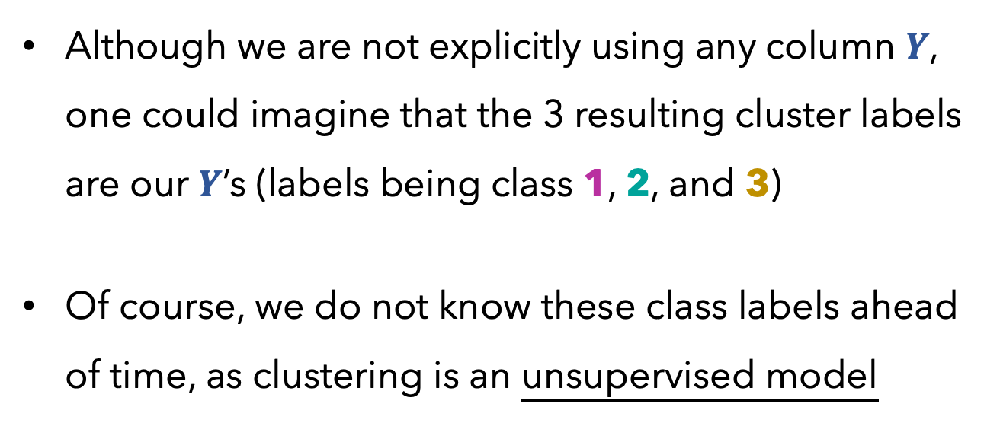 • Although we are not explicitly using any column Y,
one could imagine that the 3 resulting cluster labels
are our Y's (labels being class 1, 2, and 3)
• Of course, we do not know these class labels ahead
of time, as clustering is an unsupervised model